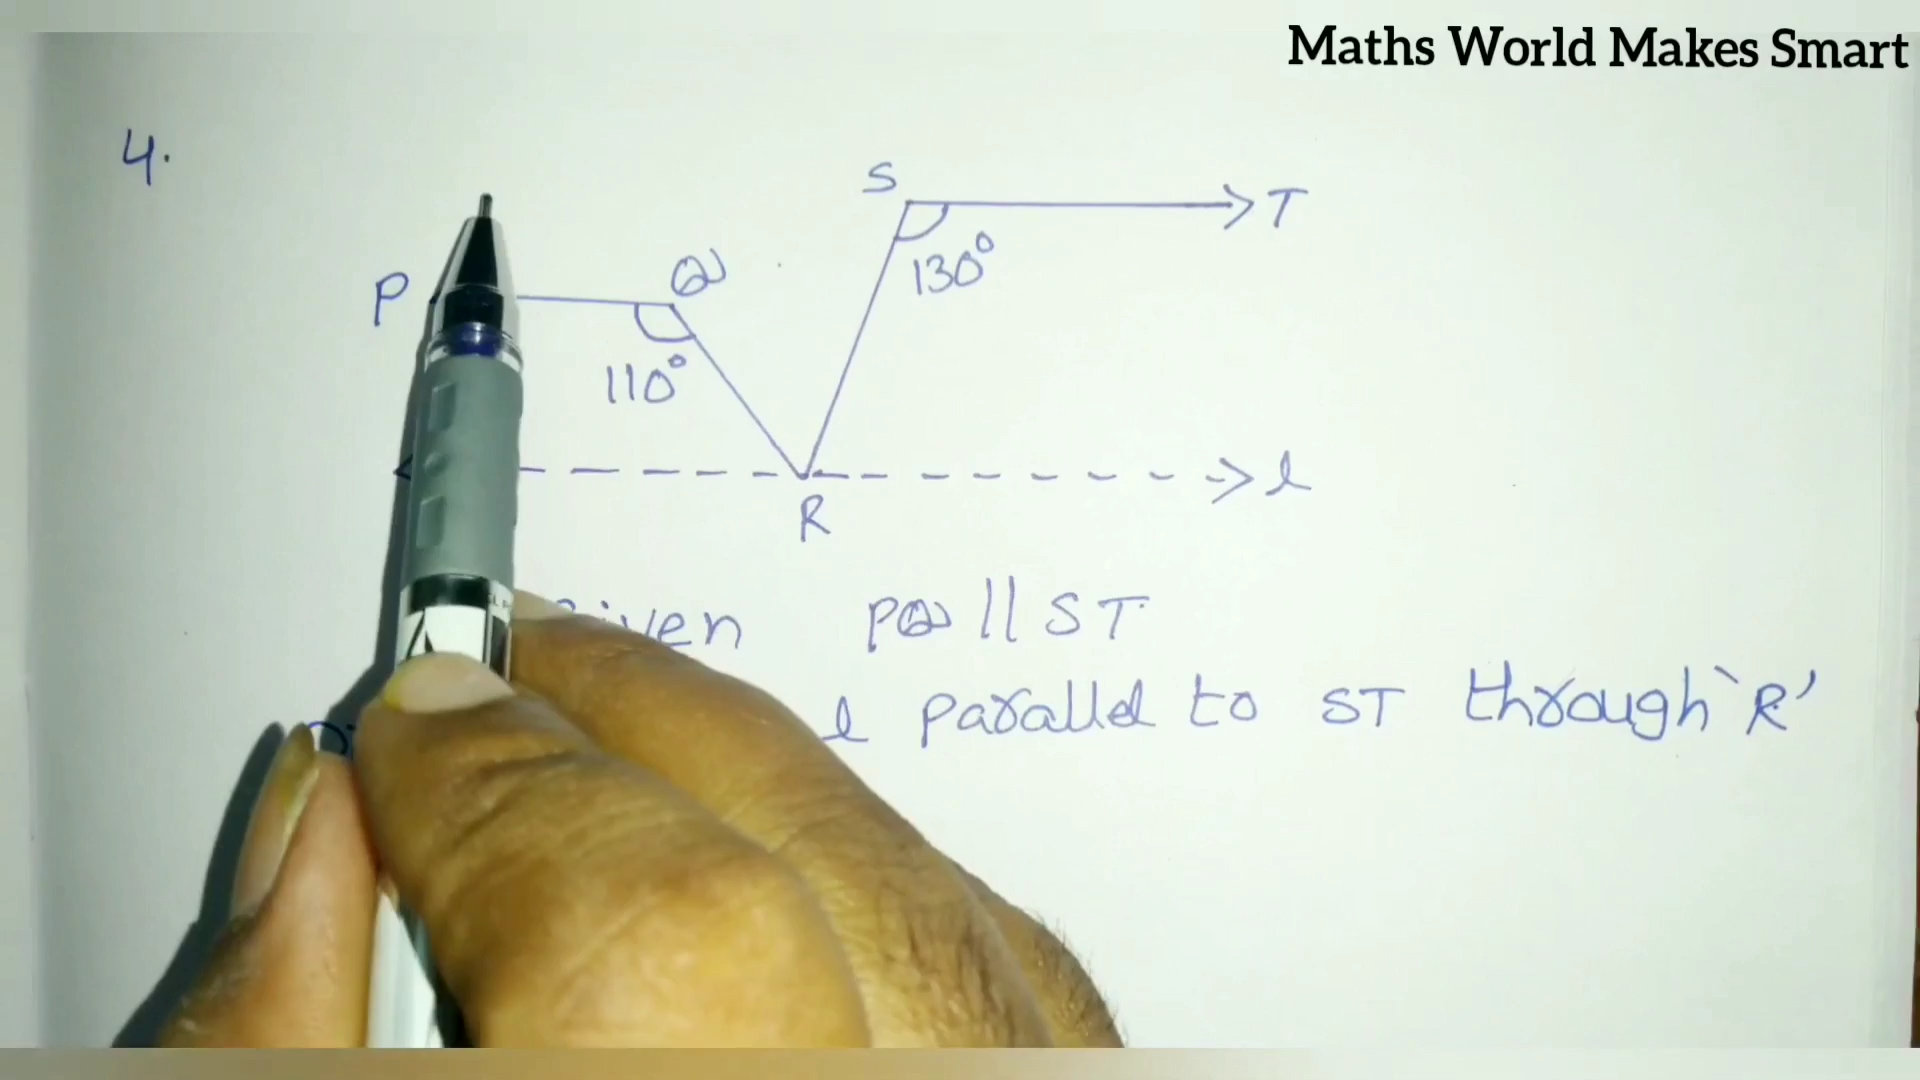 Maths World Makes Smart
4.
S
T
130°
P
Q
110°
l
R
PQ || ST
l parallel to ST through `R'